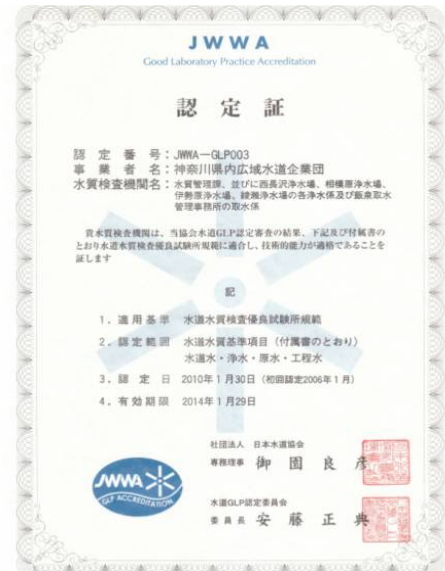 JWWA
Good Laboratory Practice Accreditation
認定証
認定番号：JWWA－GLP003
事業者名：神奈川県内広域水道企業団
水質検査機関名：水質管理課、並びに西長沢浄水場、相模原浄水場、
伊勢原浄水場、綾瀬浄水場の各浄水係及び飯泉取水
管理事務所の取水係
貴水質検査機関は、当協会水道GLP認定審査の結果、下記及び付属書の
とおり水道水質検査優良試験所規範に適合し、技術的能力が適格であることを
証します
記
1．適用基準 水道水質検査優良試験所規範
2．認定範囲 水道水質基準項目（付属書のとおり）
水道水・浄水・原水・工程水
3．認定日 2010年1月30日（初回認定2006年1月）
4．有効期限 2014年1月29日
社団法人 日本水道協会
専務理事 御園良彦
水道GLP認定委員会
委員長 安藤正典
JWWA
GLP ACCREDITATION